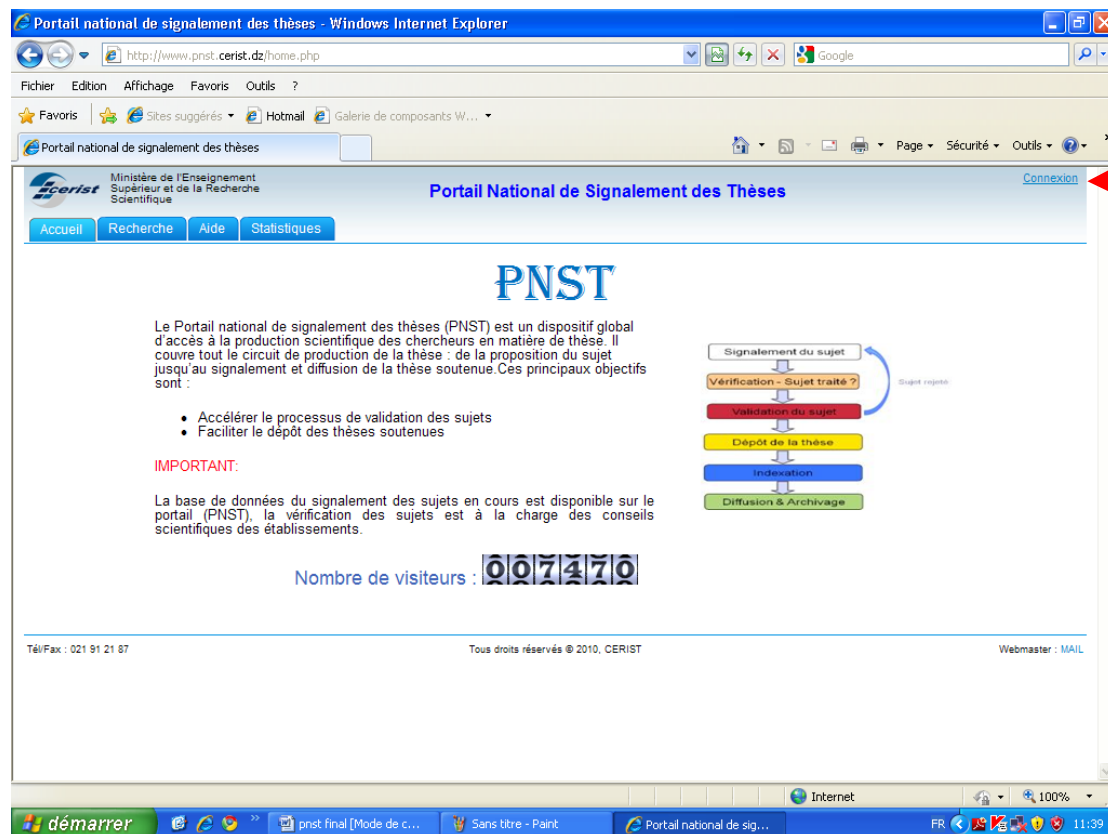 Portail national de signalement des thèses - Windows Internet Explorer
http://www.pnst.cerist.dz/home.php
Google
Fichier Edition Affichage Favoris Outils ?
Favoris Sites suggérés Hotmail Galerie de composants W...
Portail national de signalement des thèses
Page Sécurité Outils
cerist
Ministère de l'Enseignement
Supèrieur et de la Recherche
Scientifique
Portail National de Signalement des Thèses
Connexion
Accueil Recherche Aide Statistiques
PNST
Le Portail national de signalement des thèses (PNST) est un dispositif global
d'accès à la production scientifique des chercheurs en matière de thèse. Il
couvre tout le circuit de production de la thèse : de la proposition du sujet
jusqu'au signalement et diffusion de la thèse soutenue.Ces principaux objectifs
sont :
• Accélérer le processus de validation des sujets
• Faciliter le dépôt des thèses soutenues
IMPORTANT:
La base de données du signalement des sujets en cours est disponible sur le
portail (PNST), la vérification des sujets est à la charge des conseils
scientifiques des établissements.
Nombre de visiteurs : 007470
Signalement du sujet
Vérification - Sujet traité ?
Sujet rejeté
Validation du sujet
Dépôt de la thèse
Indexation
Diffusion & Archivage
Tél/Fax : 021 91 21 87
Tous droits réservés © 2010, CERIST
Webmaster : MAIL
Internet
100%
démarrer
pnst final [Mode de c...
Sans titre - Paint
Portail national de sig...
FR
11:39